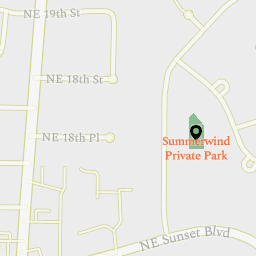 NE 19th St
NE 18th St
NE 18th Pl
Summerwind
Private Park
NE Sunset Blvd